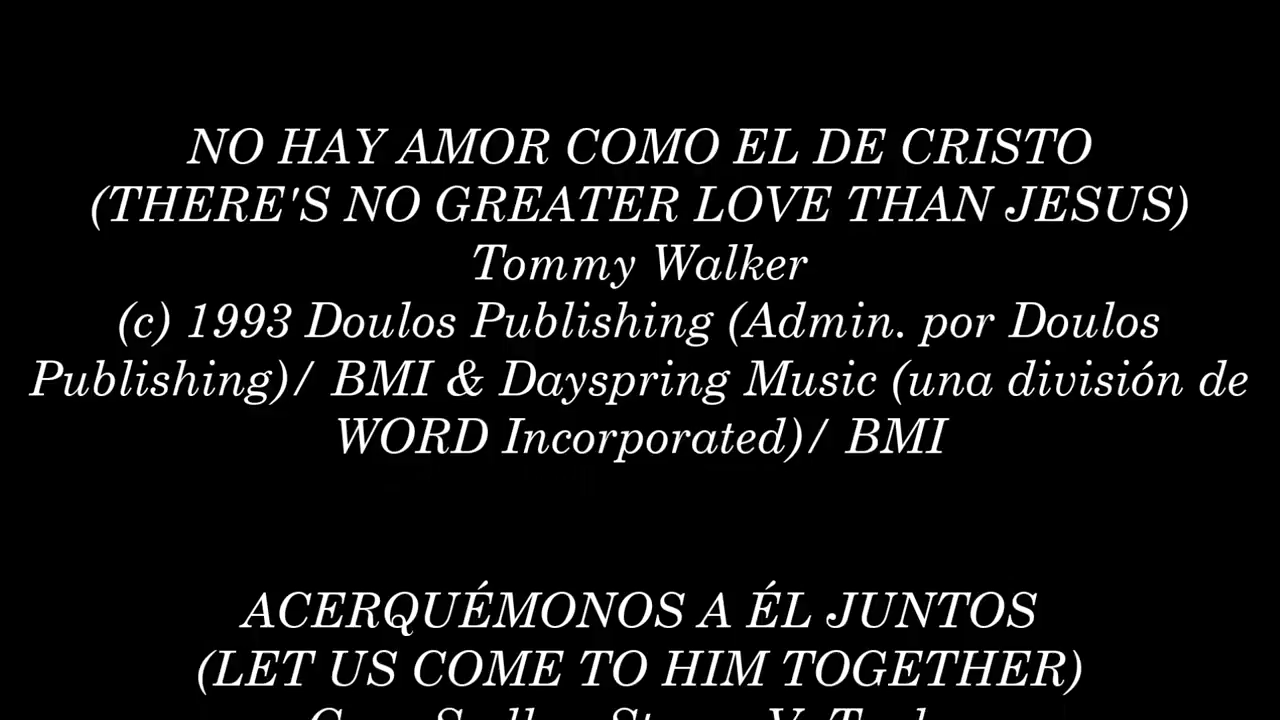 NO HAY AMOR COMO EL DE CRISTO
(THERE'S NO GREATER LOVE THAN JESUS)
Tommy Walker
(c) 1993 Doulos Publishing (Admin. por Doulos
Publishing)/ BMI & Dayspring Music (una división de
WORD Incorporated)/ BMI
ACERQUÉMONOS A ÉL JUNTOS
(LET US COME TO HIM TOGETHER)